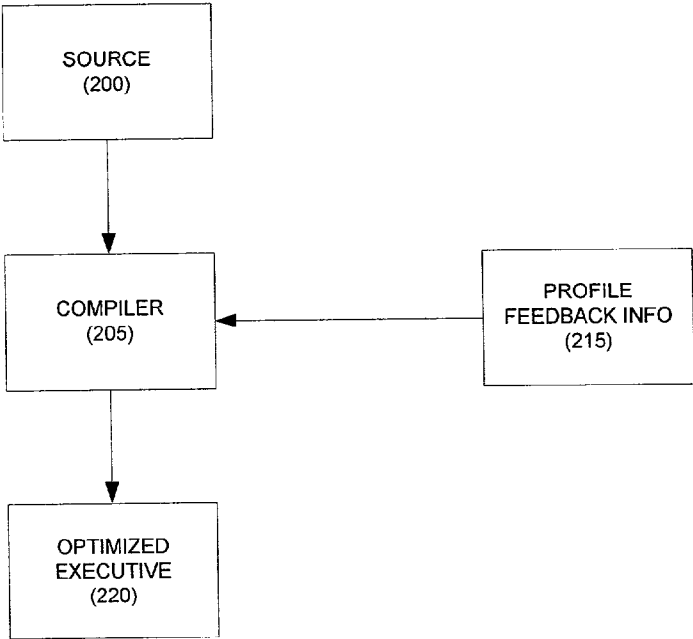 SOURCE
(200)
COMPILER
(205)
PROFILE
FEEDBACK INFO
(215)
OPTIMIZED
EXECUTIVE
(220)